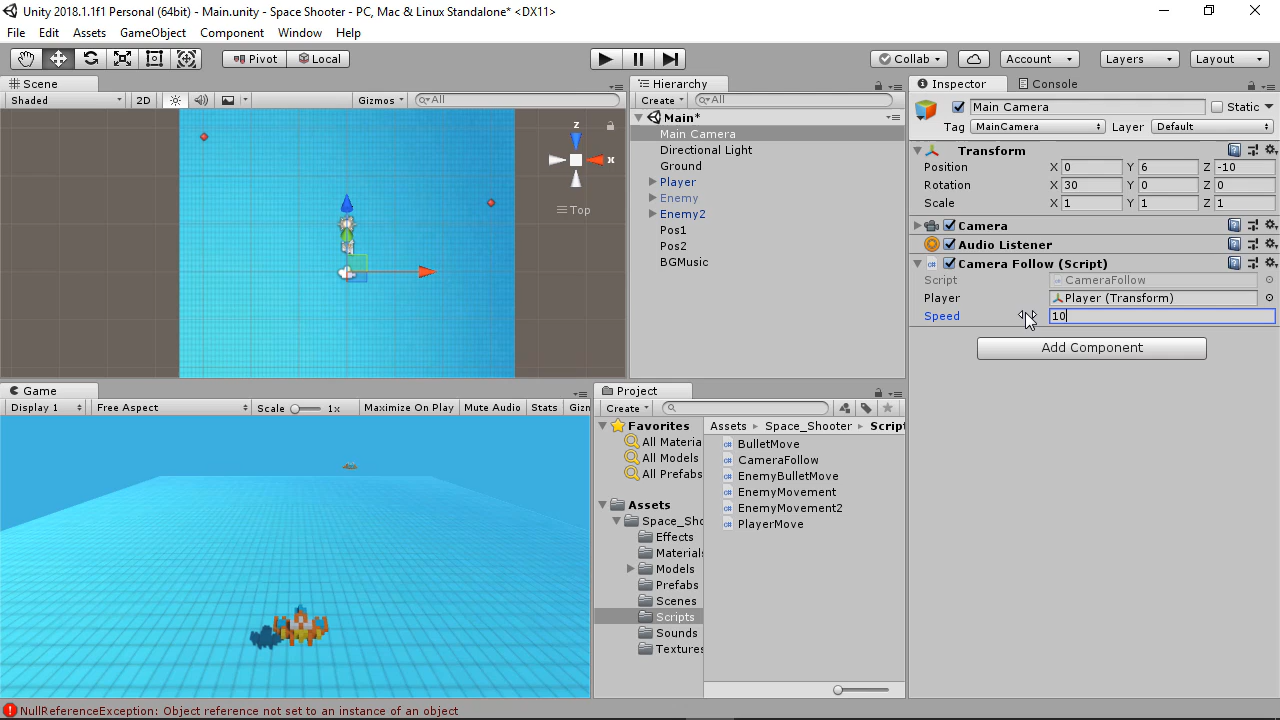 Unity 2018.1.1f1 Personal (64bit) - Main.unity - Space Shooter - PC, Mac & Linux Standalone* <DX11>
File Edit Assets GameObject Component Window Help
Pivot Local Collab Account Layers Layout
Scene
Shaded 2D Gizmos All
z
x
Top
Hierarchy
Create All
Main*
Main Camera
Directional Light
Ground
Player
Enemy
Enemy2
Pos1
Pos2
BGMusic
Inspector Console
Main Camera Static
Tag MainCamera Layer Default
Transform
Position X 0 Y 6 Z -10
Rotation X 30 Y 0 Z 0
Scale X 1 Y 1 Z 1
Camera
Audio Listener
Camera Follow (Script)
Script CameraFollow
Player Player (Transform)
Speed 10
Add Component
Game
Display 1 Free Aspect Scale 1x Maximize On Play Mute Audio Stats Gizn
Project
Create
Favorites
All Materia
All Models
All Prefabs
Assets
Space_Sho
Effects
Materials
Models
Prefabs
Scenes
Scripts
Sounds
Textures
Assets Space_Shooter Script
BulletMove
CameraFollow
EnemyBulletMove
EnemyMovement
EnemyMovement2
PlayerMove
NullReferenceException: Object reference not set to an instance of an object